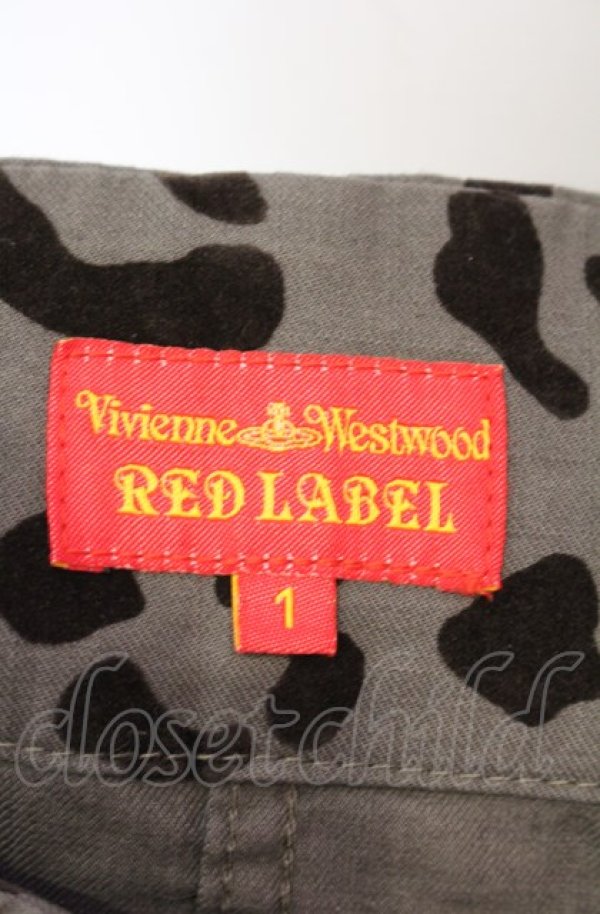 Vivienne Westwood
RED LABEL
1
closetchild